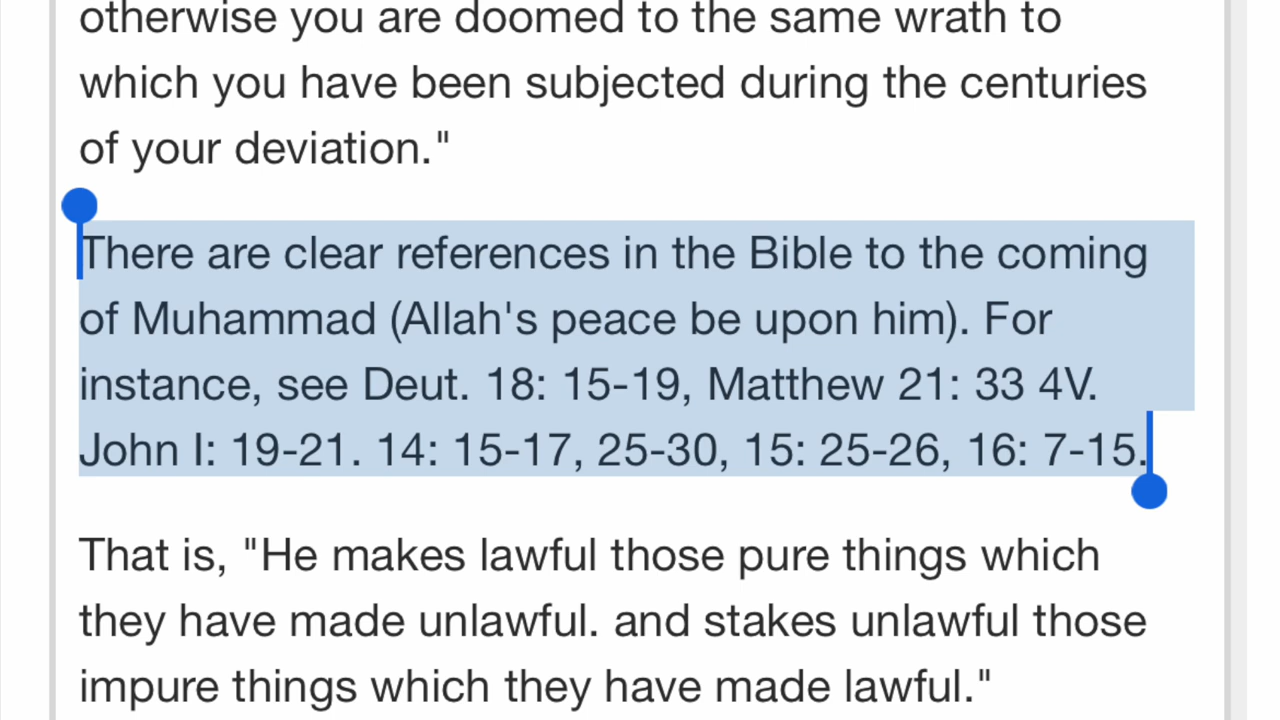 otherwise you are doomed to the same wrath to
which you have been subjected during the centuries
of your deviation."
There are clear references in the Bible to the coming
of Muhammad (Allah's peace be upon him). For
instance, see Deut. 18: 15-19, Matthew 21: 33 4V.
John I: 19-21. 14: 15-17, 25-30, 15: 25-26, 16: 7-15.
That is, "He makes lawful those pure things which
they have made unlawful. and stakes unlawful those
impure things which they have made lawful."